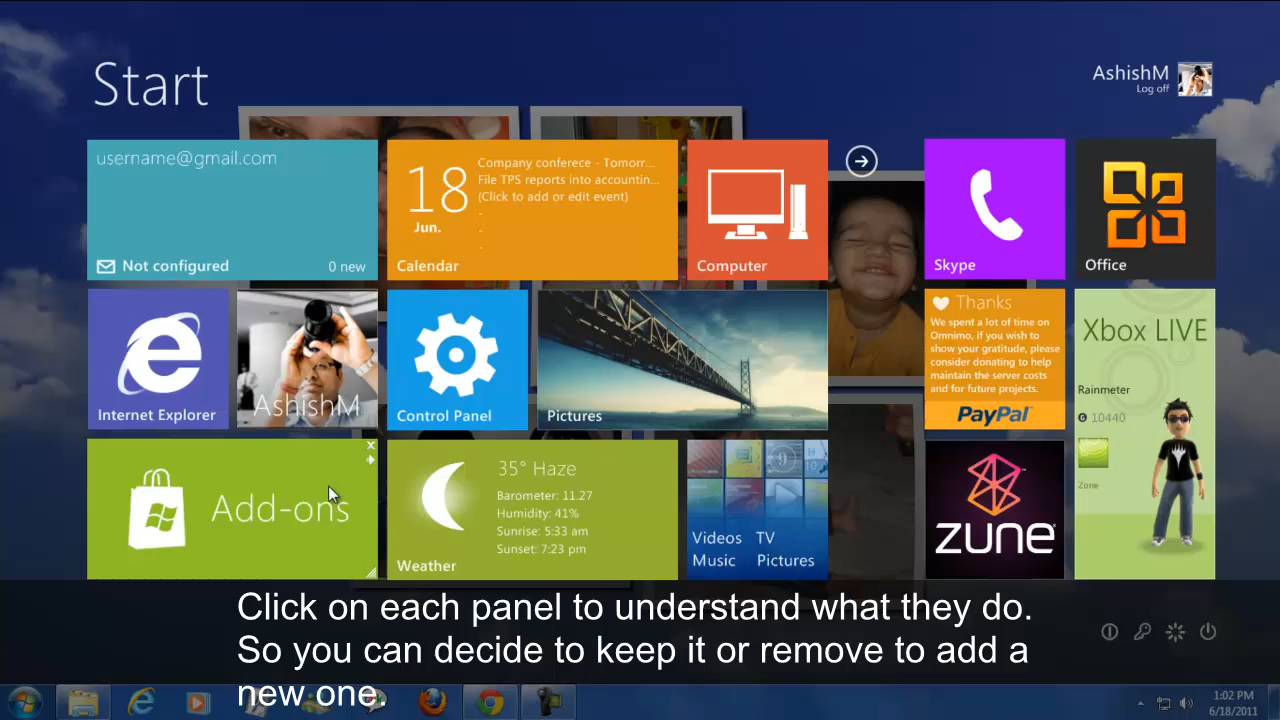 Start
AshishM
Log off
username@gmail.com
Not configured
0 new
18
Jun.
Company conferece - Tomorr...
File TPS reports into accountin...
(Click to add or edit event)
Calendar
Computer
Skype
Office
Internet Explorer
AshishM
Control Panel
Pictures
Thanks
We spent a lot of time on
Omnimo, if you wish to
show your gratitude, please
consider donating to help
maintain the server costs
and for future projects.
PayPal
Xbox LIVE
Rainmeter
G 10440
Zone
Add-ons
35° Haze
Barometer: 11.27
Humidity: 41%
Sunrise: 5:33 am
Sunset: 7:23 pm
Weather
Videos TV
Music Pictures
zune
Click on each panel to understand what they do.
So you can decide to keep it or remove to add a
new one.
1:02 PM
6/18/2011